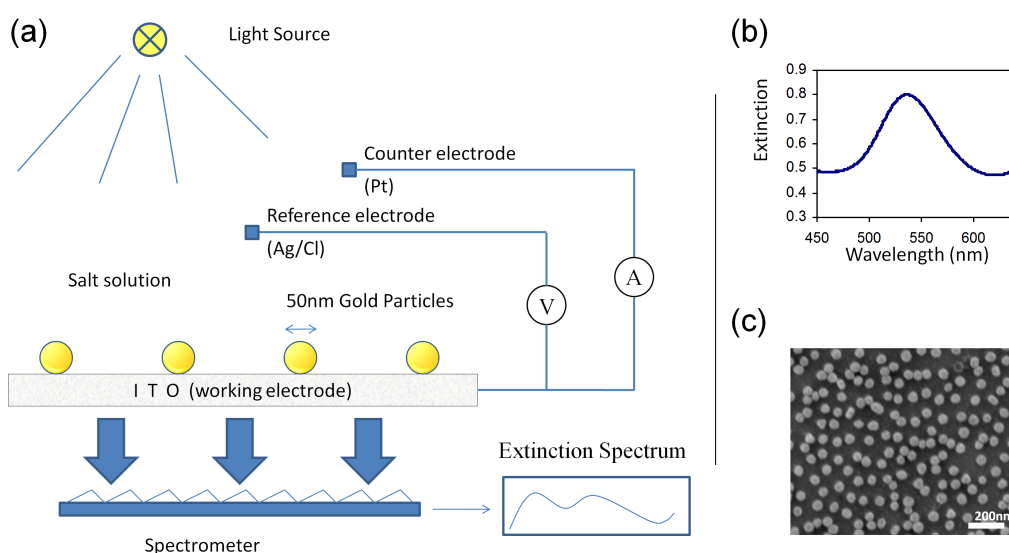 (a)
Light Source
Counter electrode
(Pt)
Reference electrode
(Ag/Cl)
Salt solution
50nm Gold Particles
A
V
I T O (working electrode)
Extinction Spectrum
Spectrometer
(b)
Extinction
0.9
0.8
0.7
0.6
0.5
0.4
0.3
450 500 550 600
Wavelength (nm)
(c)
200nm